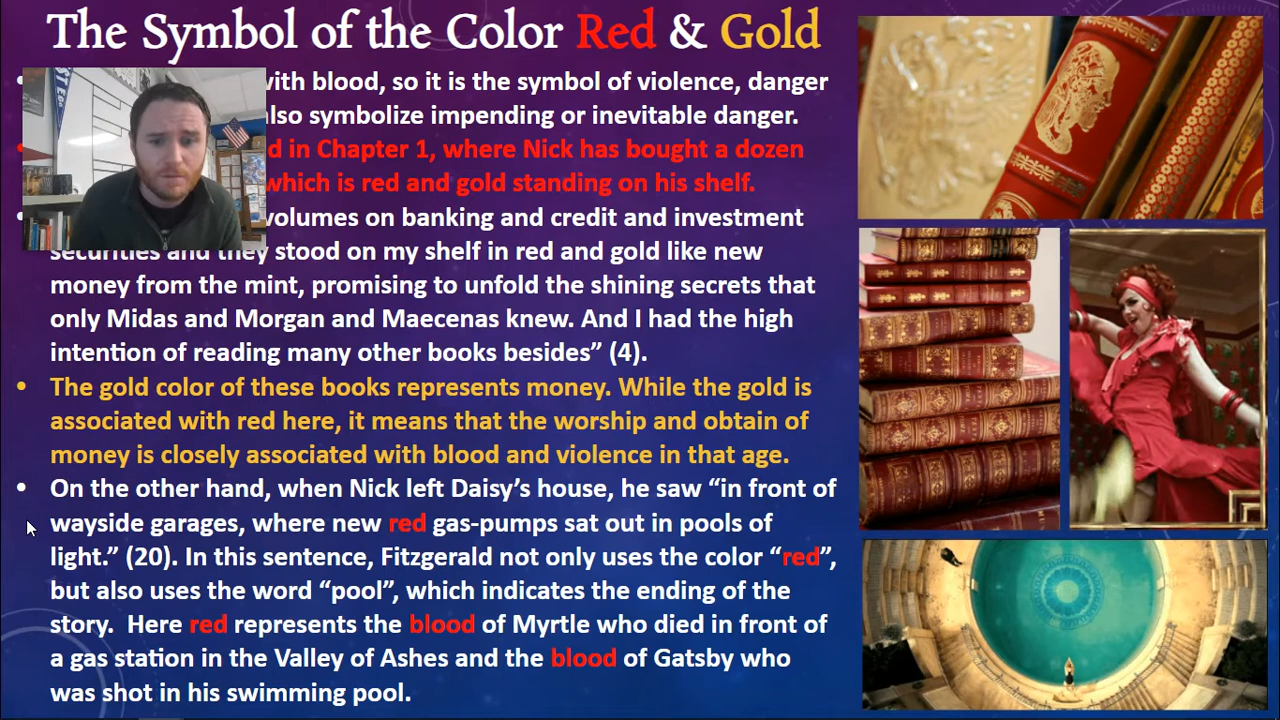 The Symbol of the Color Red & Gold
with blood, so it is the symbol of violence, danger
also symbolize impending or inevitable danger.
in Chapter 1, where Nick has bought a dozen
which is red and gold standing on his shelf.
volumes on banking and credit and investment
securities and they stood on my shelf in red and gold like new
money from the mint, promising to unfold the shining secrets that
only Midas and Morgan and Maecenas knew. And I had the high
intention of reading many other books besides” (4).
• The gold color of these books represents money. While the gold is
associated with red here, it means that the worship and obtain of
money is closely associated with blood and violence in that age.
• On the other hand, when Nick left Daisy’s house, he saw “in front of
wayside garages, where new red gas-pumps sat out in pools of
light.” (20). In this sentence, Fitzgerald not only uses the color “red”,
but also uses the word “pool”, which indicates the ending of the
story. Here red represents the blood of Myrtle who died in front of
a gas station in the Valley of Ashes and the blood of Gatsby who
was shot in his swimming pool.